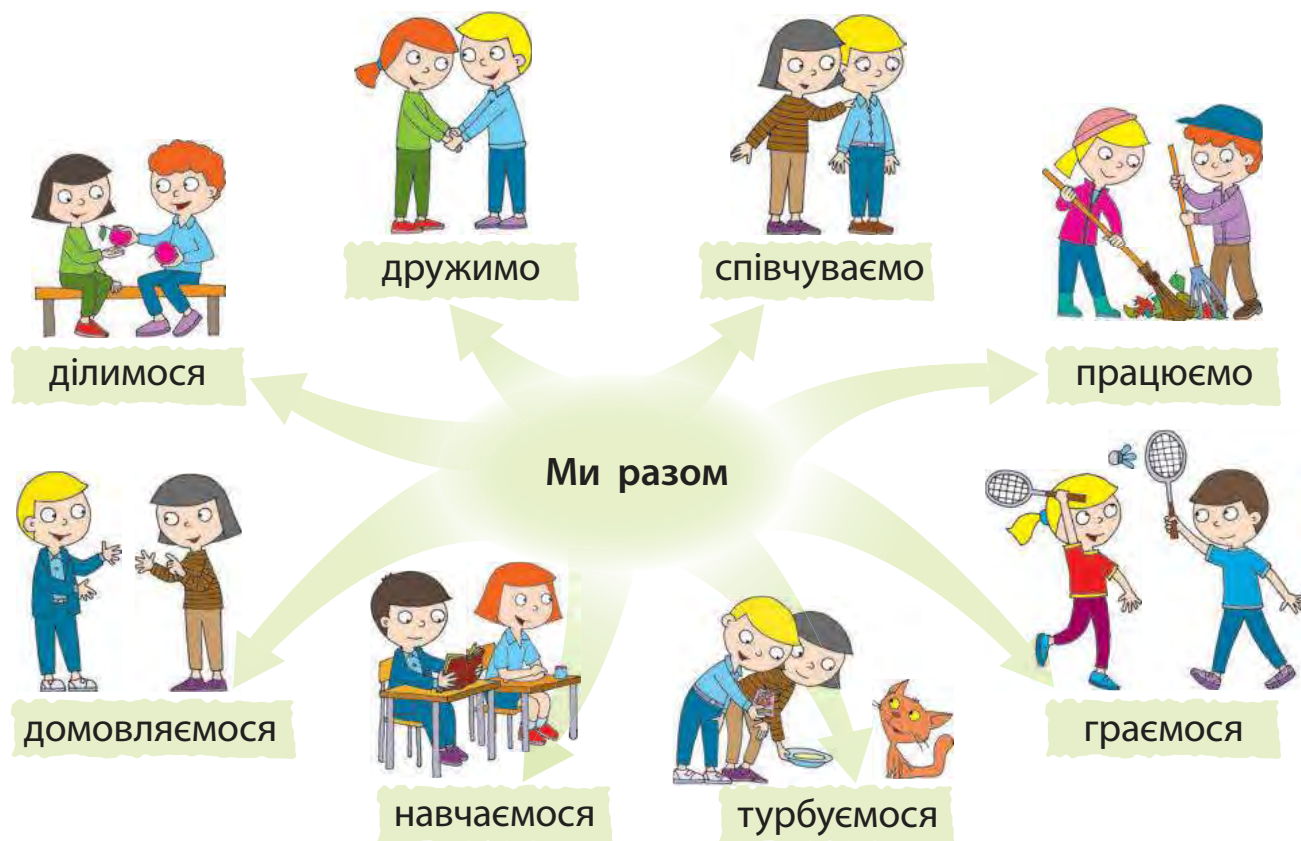 дружимо
співчуваємо
ділимося
працюємо
Ми разом
домовляємося
граємося
навчаємося
турбуємося